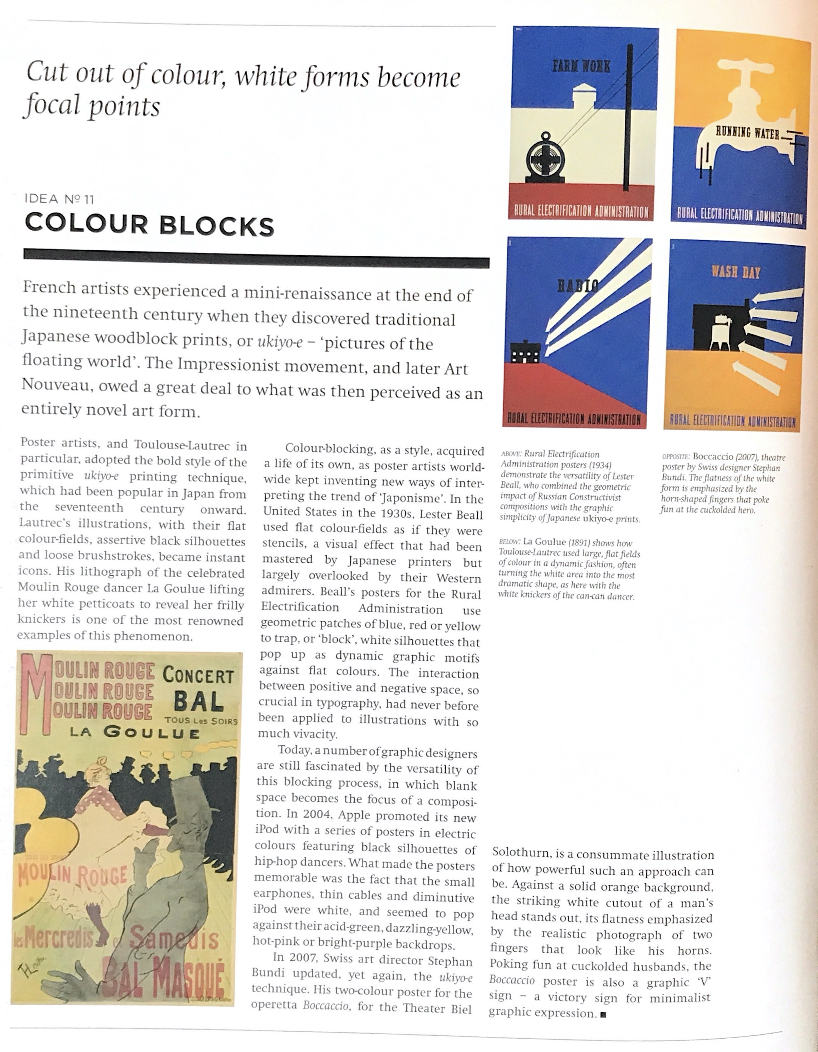 Cut out of colour, white forms become
focal points
IDEA Nº 11
COLOUR BLOCKS
French artists experienced a mini-renaissance at the end of
the nineteenth century when they discovered traditional
Japanese woodblock prints, or ukiyo-e – ‘pictures of the
floating world’. The Impressionist movement, and later Art
Nouveau, owed a great deal to what was then perceived as an
entirely novel art form.
Poster artists, and Toulouse-Lautrec in
particular, adopted the bold style of the
primitive ukiyo-e printing technique,
which had been popular in Japan from
the seventeenth century onward.
Lautrec’s illustrations, with their flat
colour-fields, assertive black silhouettes
and loose brushstrokes, became instant
icons. His lithograph of the celebrated
Moulin Rouge dancer La Goulue lifting
her white petticoats to reveal her frilly
knickers is one of the most renowned
examples of this phenomenon.
MOULIN ROUGE
MOULIN ROUGE
MOULIN ROUGE
CONCERT
BAL
TOUS LES SOIRS
LA GOULUE
MOULIN ROUGE
les Mercredis et Samedis
BAL MASQUÉ
Colour-blocking, as a style, acquired
a life of its own, as poster artists world-
wide kept inventing new ways of inter-
preting the trend of ‘Japonisme’. In the
United States in the 1930s, Lester Beall
used flat colour-fields as if they were
stencils, a visual effect that had been
mastered by Japanese printers but
largely overlooked by their Western
admirers. Beall’s posters for the Rural
Electrification Administration use
geometric patches of blue, red or yellow
to trap, or ‘block’, white silhouettes that
pop up as dynamic graphic motifs
against flat colours. The interaction
between positive and negative space, so
crucial in typography, had never before
been applied to illustrations with so
much vivacity.
Today, a number of graphic designers
are still fascinated by the versatility of
this blocking process, in which blank
space becomes the focus of a composi-
tion. In 2004, Apple promoted its new
iPod with a series of posters in electric
colours featuring black silhouettes of
hip-hop dancers. What made the posters
memorable was the fact that the small
earphones, thin cables and diminutive
iPod were white, and seemed to pop
against their acid-green, dazzling-yellow,
hot-pink or bright-purple backdrops.
In 2007, Swiss art director Stephan
Bundi updated, yet again, the ukiyo-e
technique. His two-colour poster for the
operetta Boccaccio, for the Theater Biel
Solothurn, is a consummate illustration
of how powerful such an approach can
be. Against a solid orange background,
the striking white cutout of a man’s
head stands out, its flatness emphasized
by the realistic photograph of two
fingers that look like his horns.
Poking fun at cuckolded husbands, the
Boccaccio poster is also a graphic ‘V’
sign – a victory sign for minimalist
graphic expression. ■
FARM WORK
RURAL ELECTRIFICATION ADMINISTRATION
RUNNING WATER
RURAL ELECTRIFICATION ADMINISTRATION
RADIO
RURAL ELECTRIFICATION ADMINISTRATION
WASH DAY
RURAL ELECTRIFICATION ADMINISTRATION
ABOVE: Rural Electrification
Administration posters (1934)
demonstrate the versatility of Lester
Beall, who combined the geometric
impact of Russian Constructivist
compositions with the graphic
simplicity of Japanese ukiyo-e prints.
BELOW: La Goulue (1891) shows how
Toulouse-Lautrec used large, flat fields
of colour in a dynamic fashion, often
turning the white area into the most
dramatic shape, as here with the
white knickers of the can-can dancer.
OPPOSITE: Boccaccio (2007), theatre
poster by Swiss designer Stephan
Bundi. The flatness of the white
form is emphasized by the
horn-shaped fingers that poke
fun at the cuckolded hero.